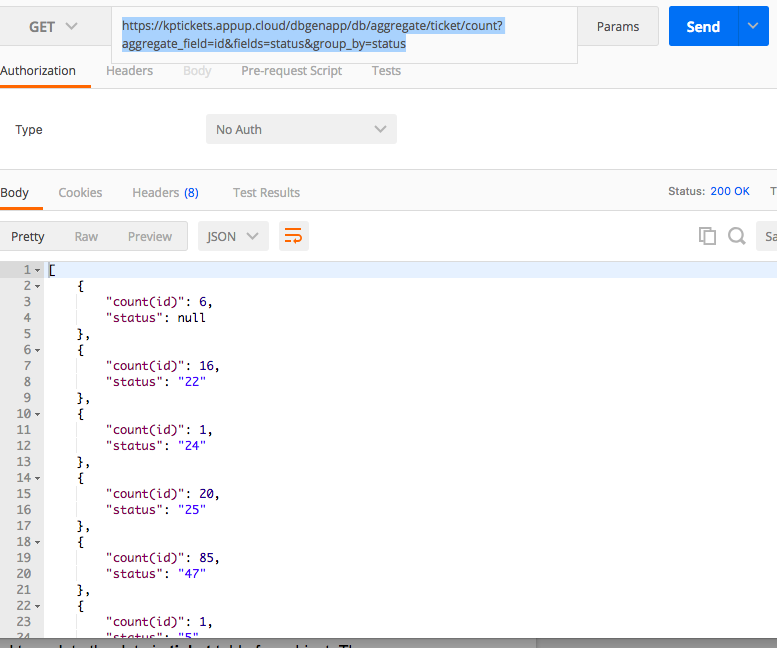 GET
https://kptickets.appup.cloud/dbgenapp/db/aggregate/ticket/count?
aggregate_field=id&fields=status&group_by=status
Params
Send
Authorization
Headers
Body
Pre-request Script
Tests
Type
No Auth
Body
Cookies
Headers (8)
Test Results
Status: 200 OK
T
Pretty
Raw
Preview
JSON
Sa
1 [
2 {
3 "count(id)": 6,
4 "status": null
5 },
6 {
7 "count(id)": 16,
8 "status": "22"
9 },
10 {
11 "count(id)": 1,
12 "status": "24"
13 },
14 {
15 "count(id)": 20,
16 "status": "25"
17 },
18 {
19 "count(id)": 85,
20 "status": "47"
21 },
22 {
23 "count(id)": 1,
24 "status": "5"